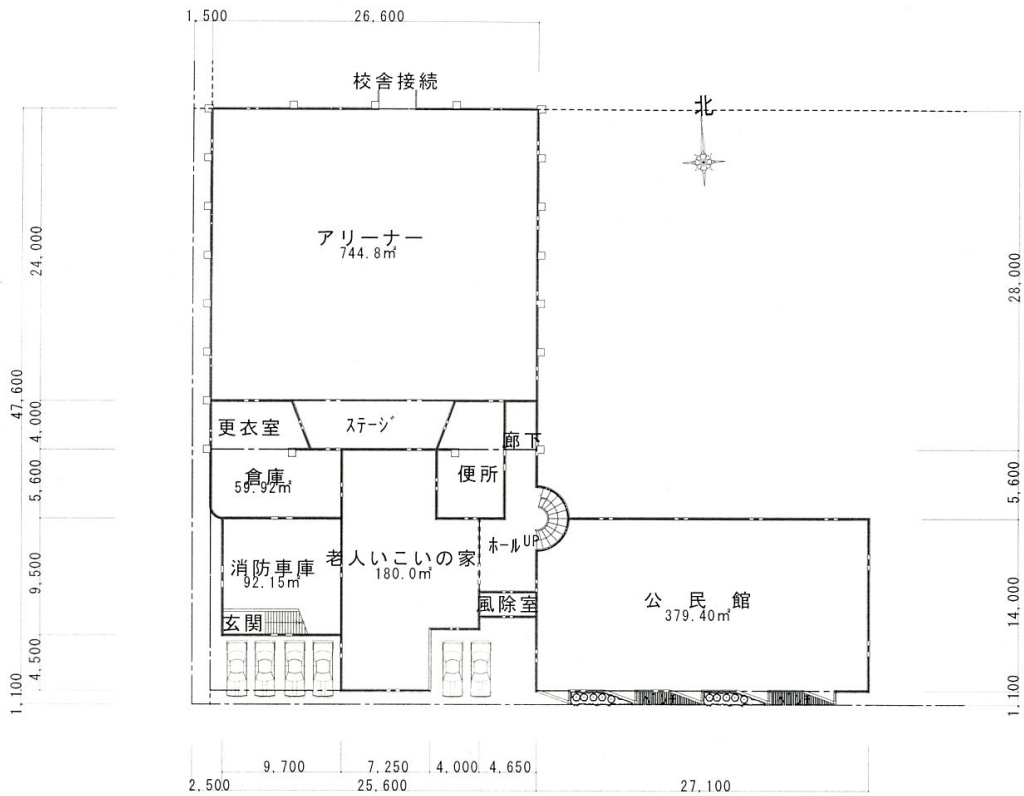 1,500
26,600
校舎接続
北
アリーナー
744.8㎡
24,000
28,000
47,600
4,000
更衣室
ステージ
廊下
倉庫
59.92㎡
便所
5,600
5,600
ホール
UP
消防車庫
92.15㎡
老人いこいの家
180.0㎡
9,500
風除室
公民館
379.40㎡
14,000
玄関
4,500
1,100
1,100
9,700
7,250
4,000
4,650
2,500
25,600
27,100